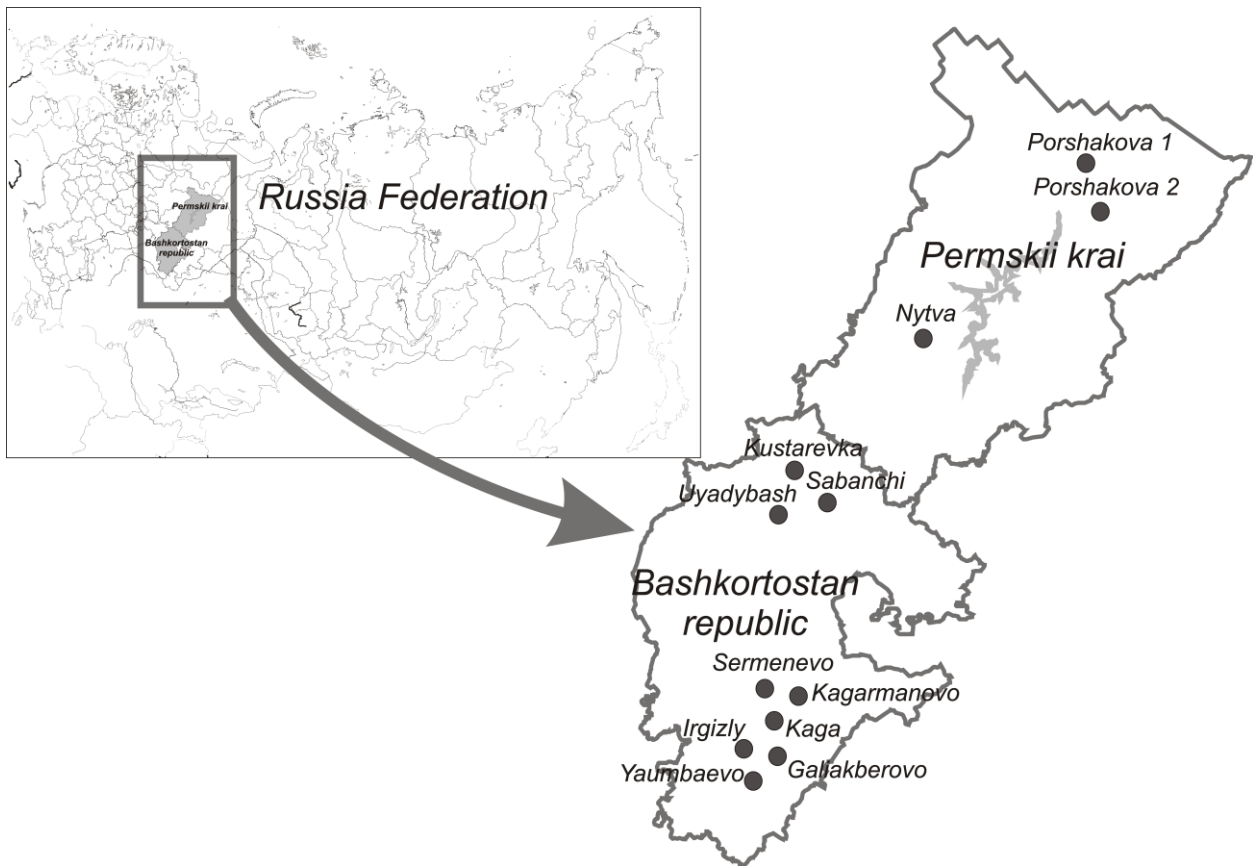 Permskii krai
Bashkortostan
republic
Russia Federation
Porshakova 1
Porshakova 2
Permskii krai
Nytva
Kustarevka
Sabanchi
Uyadybash
Bashkortostan
republic
Sermenevo
Kagarmanovo
Irgizly
Kaga
Yaumbaevo
Galiakberovo